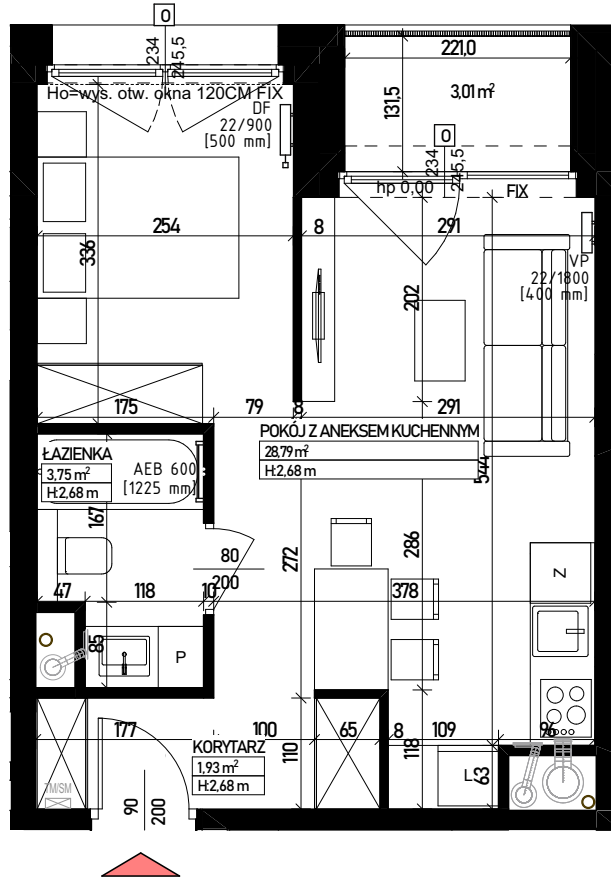 0
234
245,5
Ho=wys. otw. okna 120CM FIX
DF
22/900
[500 mm]
221,0
131,5
3,01 m²
0
234
245,5
hp 0,00
FIX
254
8
291
336
VP
22/1800
[400 mm]
202
175
79
8
291
POKÓJ Z ANEKSEM KUCHENNYM
28,79 m²
H:2,68 m
544
ŁAZIENKA
3,75 m²
H:2,68 m
AEB 600
[1225 mm]
167
80
200
272
286
47
118
10
378
Z
85
P
177
100
65
8
109
96
KORYTARZ
1,93 m²
H:2,68 m
110
118
63
TM/SM
90
200